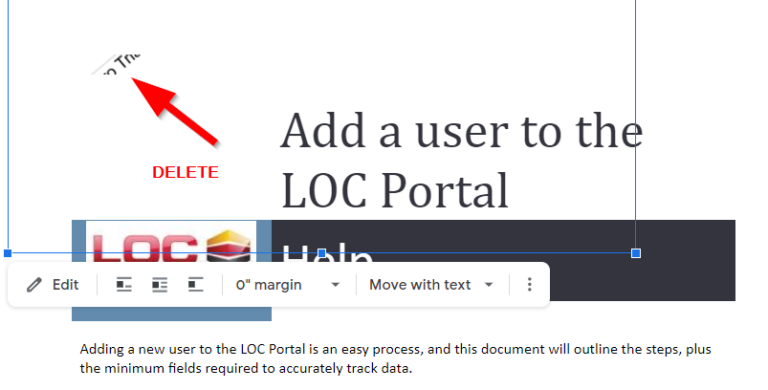 DELETE
Add a user to the
LOC Portal
LOC
Help
Edit
0" margin
Move with text
Adding a new user to the LOC Portal is an easy process, and this document will outline the steps, plus
the minimum fields required to accurately track data.